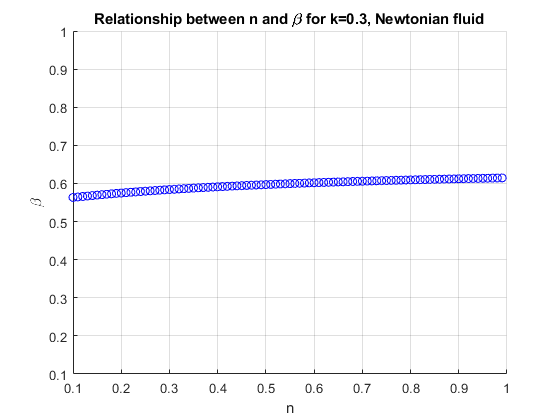 Relationship between n and β for k=0.3, Newtonian fluid
1
0.9
0.8
0.7
0.6
0.5
0.4
0.3
0.2
0.1
β
0.1 0.2 0.3 0.4 0.5 0.6 0.7 0.8 0.9 1
n